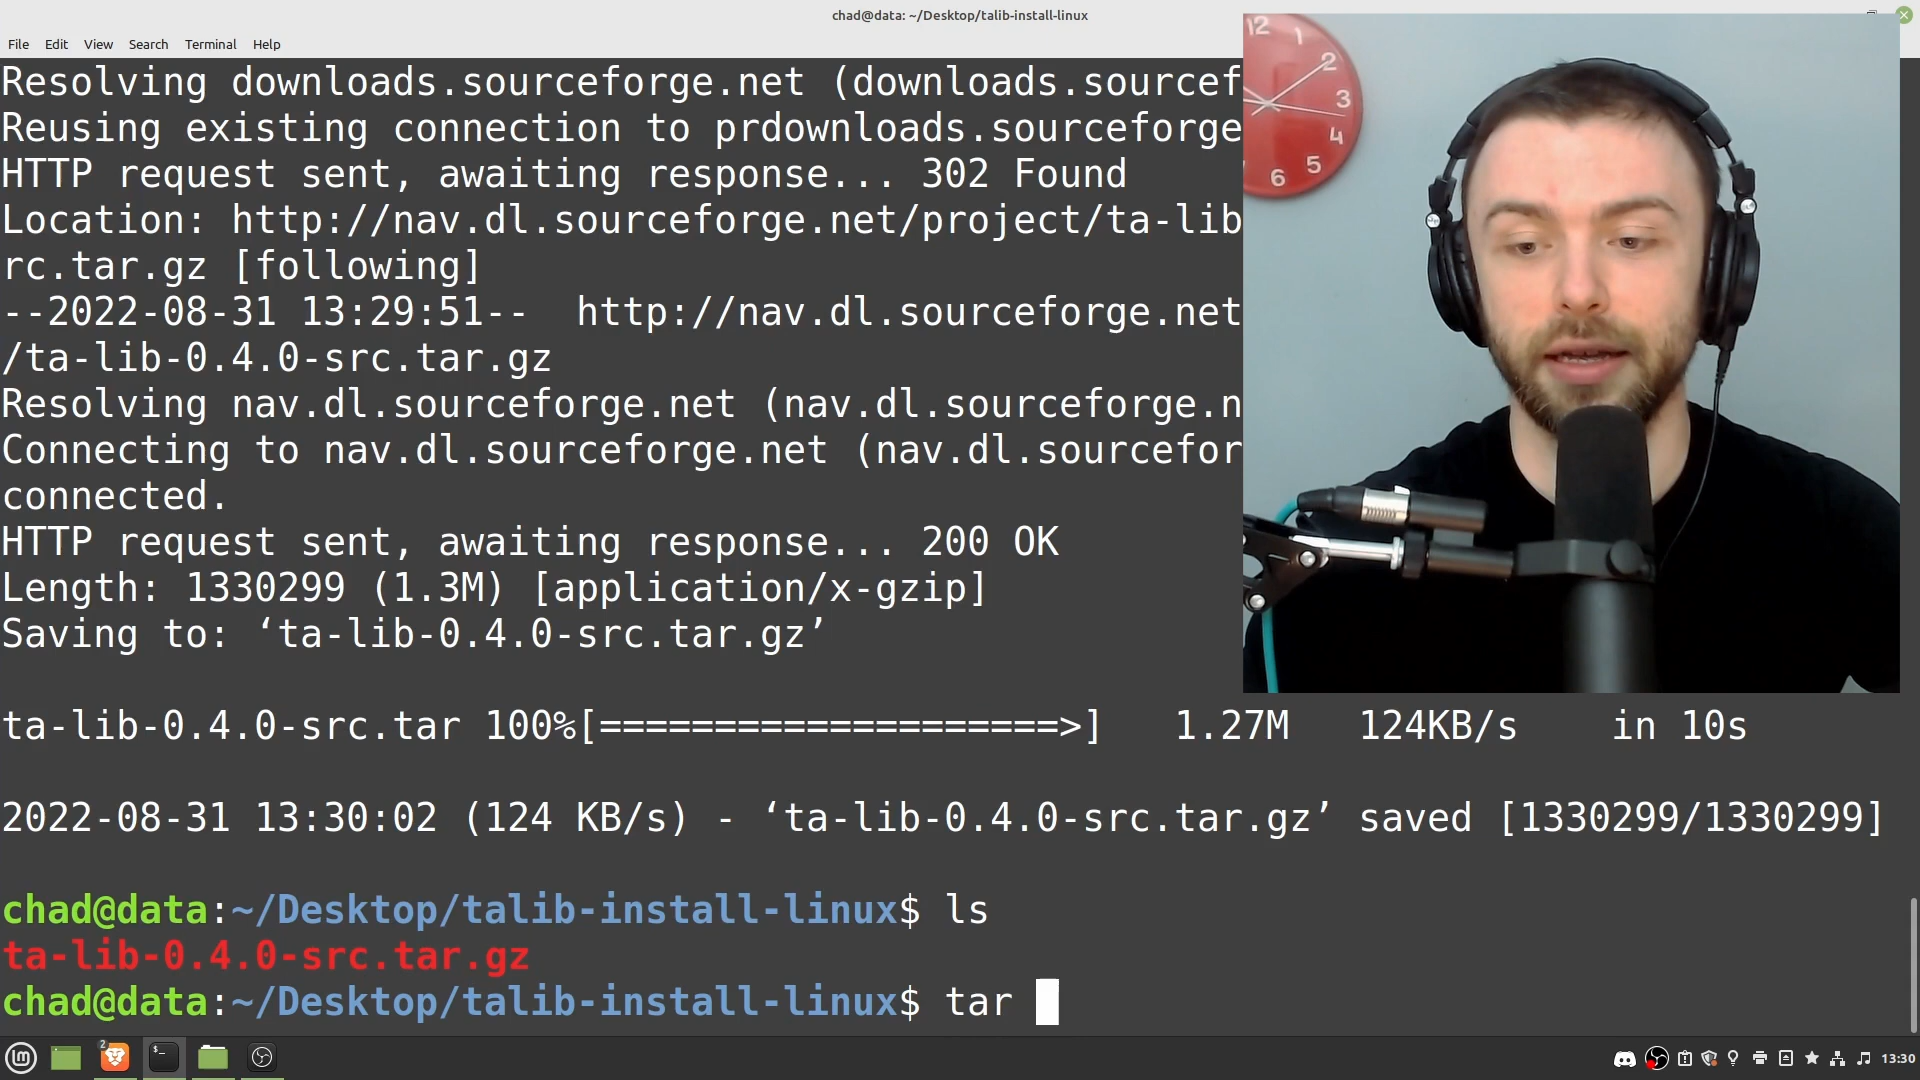 chad@data: ~/Desktop/talib-install-linux
File Edit View Search Terminal Help
Resolving downloads.sourceforge.net (downloads.sourcef
Reusing existing connection to prdownloads.sourceforge
HTTP request sent, awaiting response... 302 Found
Location: http://nav.dl.sourceforge.net/project/ta-lib
rc.tar.gz [following]
--2022-08-31 13:29:51--  http://nav.dl.sourceforge.net
/ta-lib-0.4.0-src.tar.gz
Resolving nav.dl.sourceforge.net (nav.dl.sourceforge.n
Connecting to nav.dl.sourceforge.net (nav.dl.sourcefor
connected.
HTTP request sent, awaiting response... 200 OK
Length: 1330299 (1.3M) [application/x-gzip]
Saving to: ‘ta-lib-0.4.0-src.tar.gz’
ta-lib-0.4.0-src.tar 100%[====================>]   1.27M   124KB/s    in 10s
2022-08-31 13:30:02 (124 KB/s) - ‘ta-lib-0.4.0-src.tar.gz’ saved [1330299/1330299]
chad@data:~/Desktop/talib-install-linux$ ls
ta-lib-0.4.0-src.tar.gz
chad@data:~/Desktop/talib-install-linux$ tar
12
1
2
3
4
5
6
2
13:30